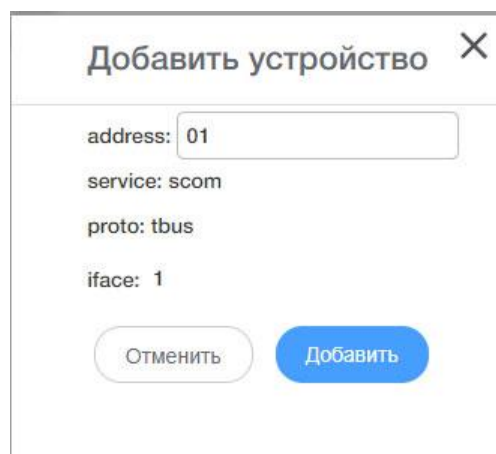 Добавить устройство
address: 01
service: scom
proto: tbus
iface: 1
Отменить Добавить